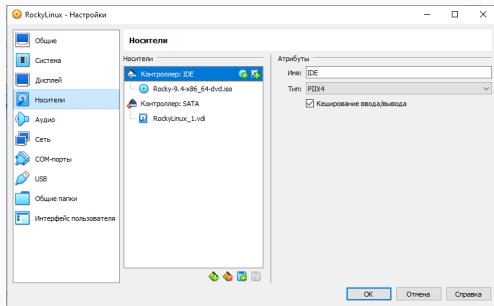 RockyLinux - Настройки
Общие
Система
Дисплей
Носители
Аудио
Сеть
COM-порты
USB
Общие папки
Интерфейс пользователя
Носители
Носители
Контроллер: IDE
Rocky-9.4-x86_64-dvd.iso
Контроллер: SATA
RockyLinux_1.vdi
Атрибуты
Имя: IDE
Тип: PIIX4
Кеширование ввода/вывода
OK
Отмена
Справка